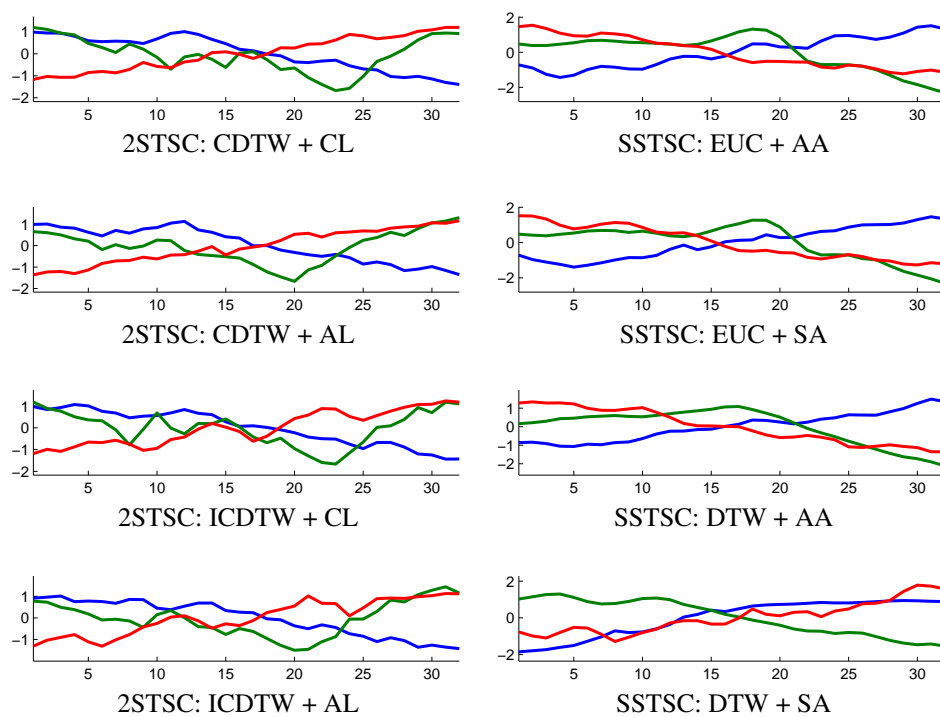 1
0
−1
−2
5 10 15 20 25 30
2STSC: CDTW + CL
2
0
−2
5 10 15 20 25 30
SSTSC: EUC + AA
1
0
−1
−2
5 10 15 20 25 30
2STSC: CDTW + AL
2
0
−2
5 10 15 20 25 30
SSTSC: EUC + SA
1
0
−1
−2
5 10 15 20 25 30
2STSC: ICDTW + CL
1
0
−1
−2
5 10 15 20 25 30
SSTSC: DTW + AA
1
0
−1
5 10 15 20 25 30
2STSC: ICDTW + AL
2
0
−2
5 10 15 20 25 30
SSTSC: DTW + SA